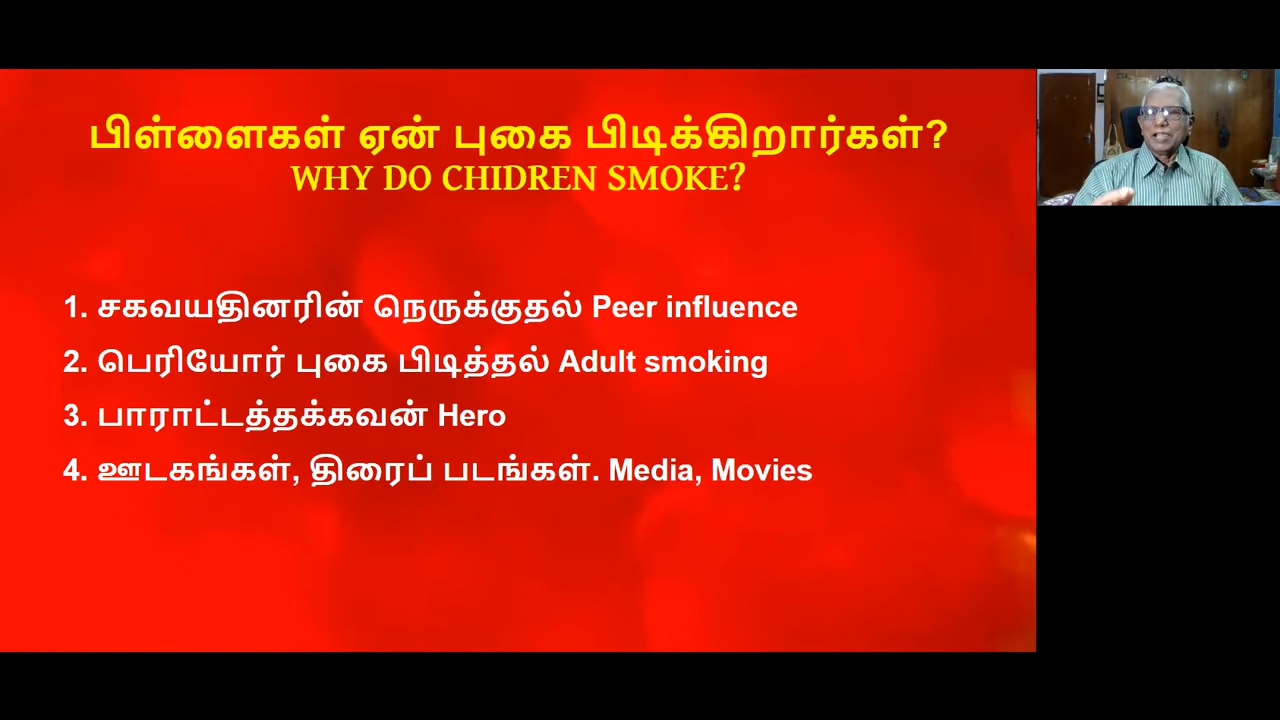 பிள்ளைகள் ஏன் புகை பிடிக்கிறார்கள்?
WHY DO CHIDREN SMOKE?
1. சகவயதினரின் நெருக்குதல் Peer influence
2. பெரியோர் புகை பிடித்தல் Adult smoking
3. பாராட்டத்தக்கவன் Hero
4. ஊடகங்கள், திரைப் படங்கள். Media, Movies